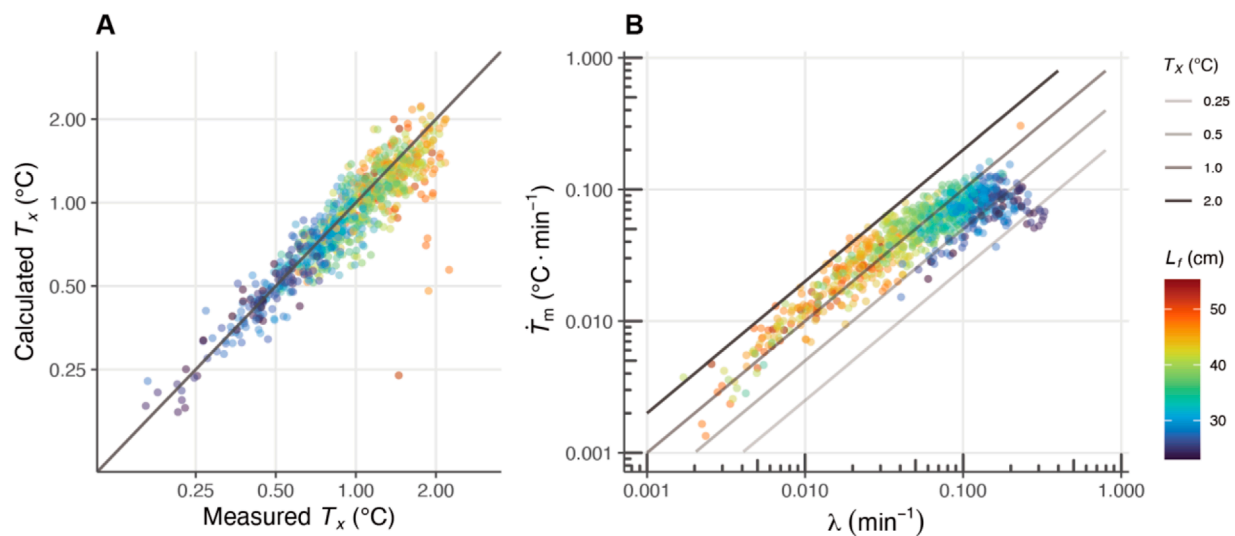 A
Calculated Tₓ (°C)
2.00
1.00
0.50
0.25
0.25 0.50 1.00 2.00
Measured Tₓ (°C)
B
Ṫm (°C · min⁻¹)
1.000
0.100
0.010
0.001
0.001 0.010 0.100 1.000
λ (min⁻¹)
Tₓ (°C)
0.25
0.5
1.0
2.0
Lf (cm)
50
40
30